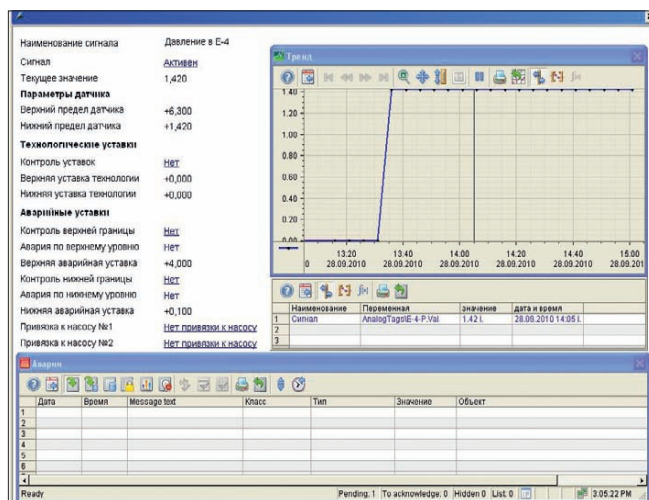 Наименование сигнала Давление в Е-4
Сигнал Активен
Текущее значение 1,420
Параметры датчика
Верхний предел датчика +6,300
Нижний предел датчика +1,420
Технологические уставки
Контроль уставок Нет
Верхняя уставка технологии +0,000
Нижняя уставка технологии +0,000
Аварийные уставки
Контроль верхней границы Нет
Авария по верхнему уровню Нет
Верхняя аварийная уставка +4,000
Контроль нижней границы Нет
Авария по нижнему уровню Нет
Нижняя аварийная уставка +0,100
Привязка к насосу №1 Нет привязки к насосу
Привязка к насосу №2 Нет привязки к насосу
Тренд
1.40
1.20
1.00
0.80
0.60
0.40
0.20
0.00
13.20 13.40 14.00 14.20 14.40 15.00
0 28.09.2010 28.09.2010 28.09.2010 28.09.2010 28.09.2010 28.09.201
Наименование Переменная значение дата и время
1 Сигнал AnalogTags\E-4-P.Val 1.42 i. 28.09.2010 14:05 i.
2
3
Аварии
Дата Время Message text Класс Тип Значение Объект
1
2
3
4
5
6
Ready Pending: 1 To acknowledge: 0 Hidden 0 List: 0 3:05:22 PM